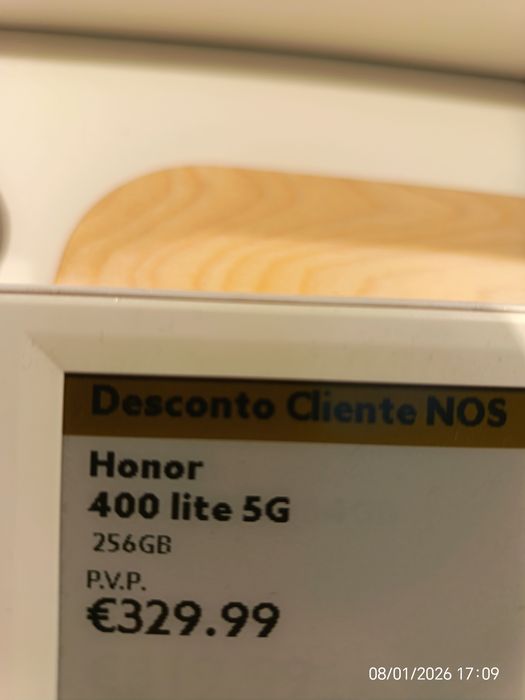 Desconto Cliente NOS
Honor
400 lite 5G
256GB
P.V.P.
€329.99
08/01/2026 17:09